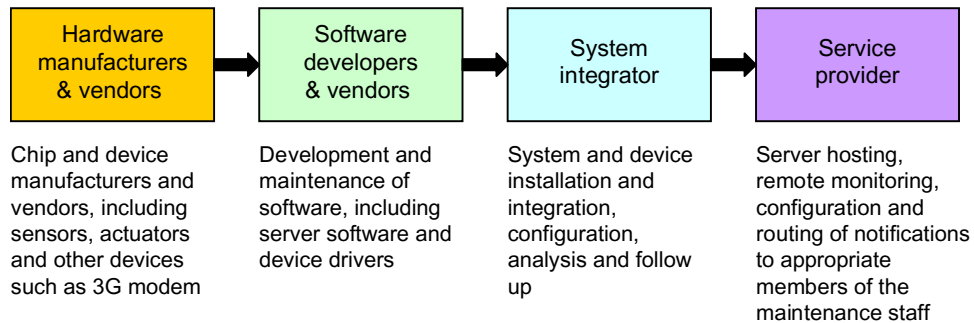 Hardware
manufacturers
& vendors
Software
developers
& vendors
System
integrator
Service
provider
Chip and device
manufacturers and
vendors, including
sensors, actuators
and other devices
such as 3G modem
Development and
maintenance of
software, including
server software and
device drivers
System and device
installation and
integration,
configuration,
analysis and follow
up
Server hosting,
remote monitoring,
configuration and
routing of notifications
to appropriate
members of the
maintenance staff